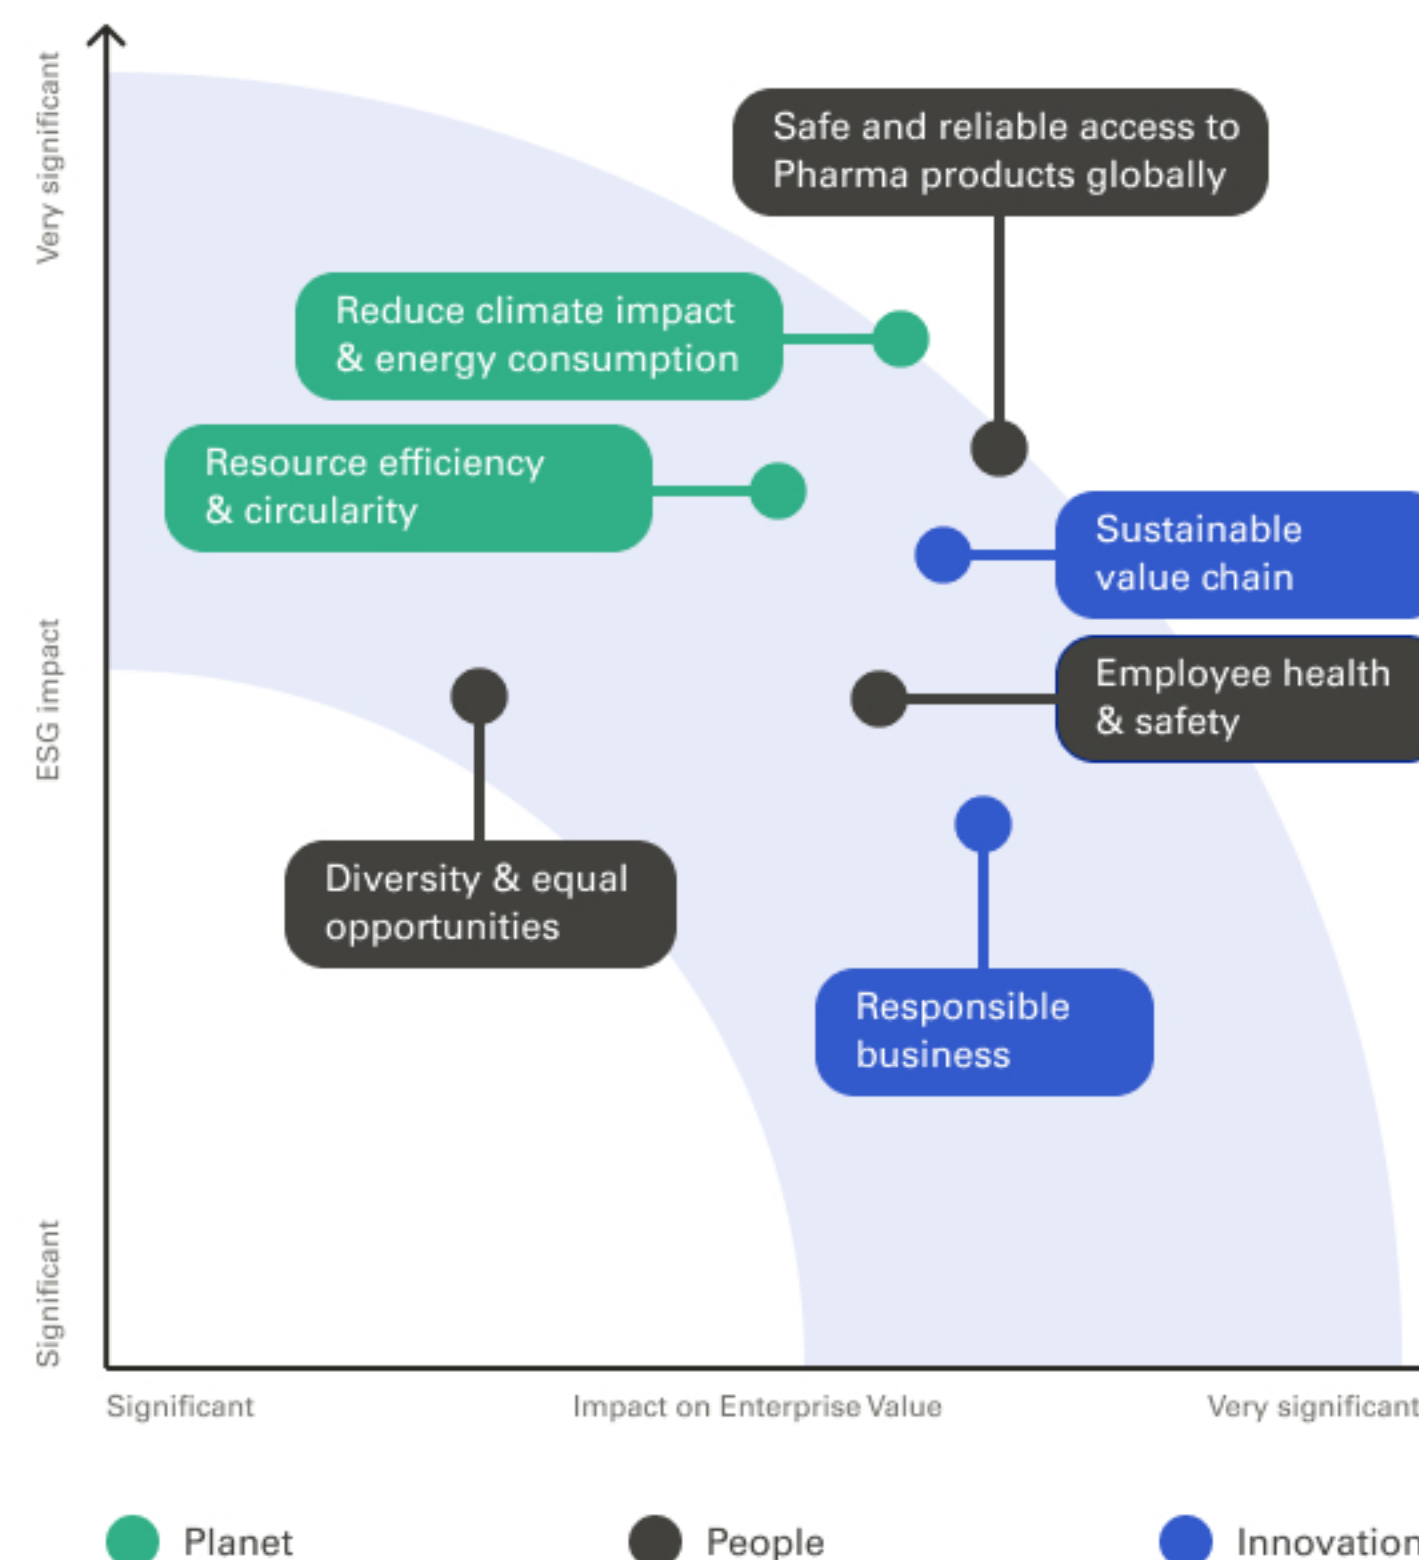 Very significant
ESG impact
Significant
Safe and reliable access to
Pharma products globally
Reduce climate impact
& energy consumption
Resource efficiency
& circularity
Sustainable
value chain
Employee health
& safety
Diversity & equal
opportunities
Responsible
business
Significant
Impact on Enterprise Value
Very significant
Planet
People
Innovation